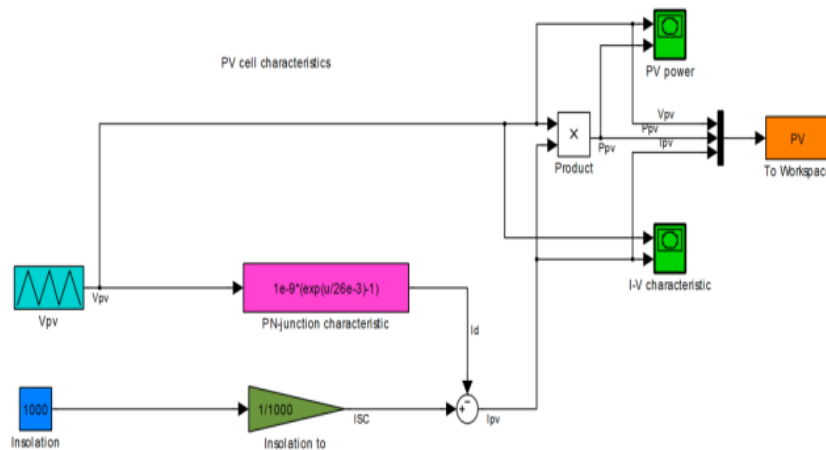 PV cell characteristics
PV power
Vpv
Ppv
Ipv
Ppv
X
Product
PV
To Workspace
I-V characteristic
Vpv
Vpv
1e-9*(exp(u/26e-3)-1)
PN-junction characteristic
Id
1000
Insolation
1/1000
Insolation to
ISC
+
−
Ipv